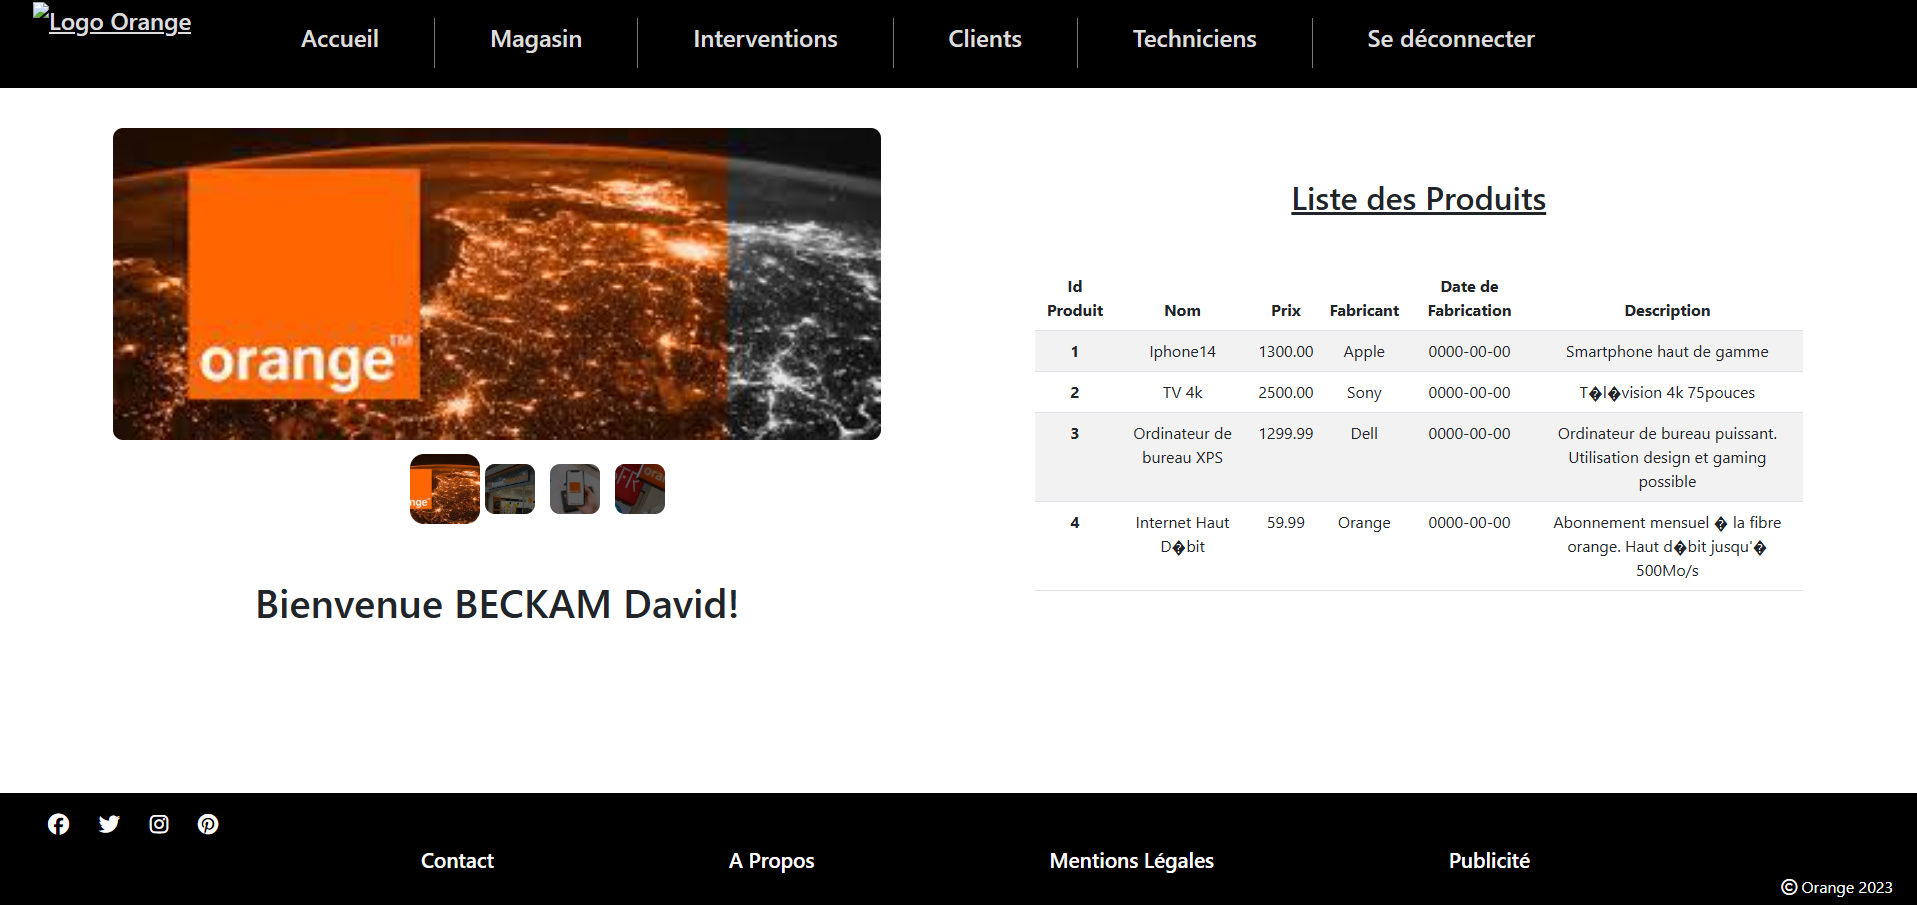 Logo Orange
Accueil
Magasin
Interventions
Clients
Techniciens
Se déconnecter
orange™
Bienvenue BECKAM David!
Liste des Produits
Id
Produit
Nom
Prix
Fabricant
Date de
Fabrication
Description
1 Iphone14 1300.00 Apple 0000-00-00 Smartphone haut de gamme
2 TV 4k 2500.00 Sony 0000-00-00 T�l�vision 4k 75pouces
3 Ordinateur de 1299.99 Dell 0000-00-00 Ordinateur de bureau puissant.
bureau XPS Utilisation design et gaming
possible
4 Internet Haut 59.99 Orange 0000-00-00 Abonnement mensuel � la fibre
D�bit orange. Haut d�bit jusqu'�
500Mo/s
Contact
A Propos
Mentions Légales
Publicité
© Orange 2023